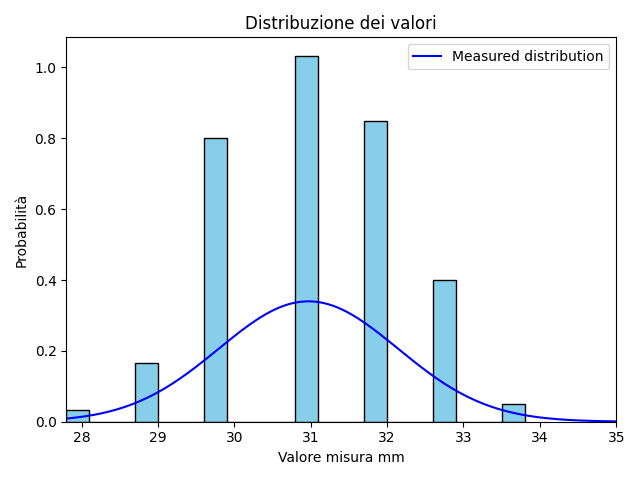 Distribuzione dei valori
Measured distribution
Probabilità
1.0
0.8
0.6
0.4
0.2
0.0
28 29 30 31 32 33 34 35
Valore misura mm